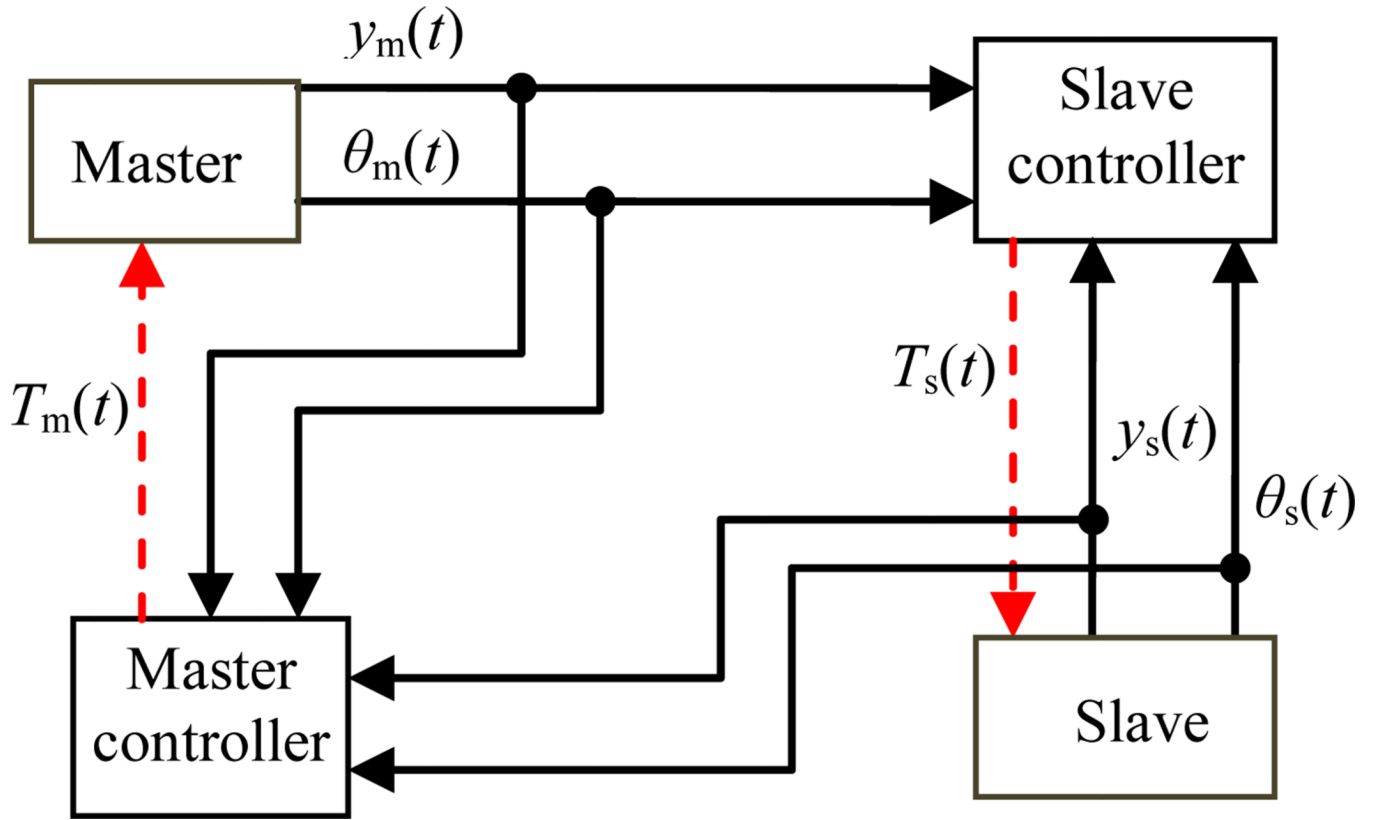 ym(t)
Master
θm(t)
Slave
controller
Tm(t)
Ts(t)
ys(t)
θs(t)
Master
controller
Slave